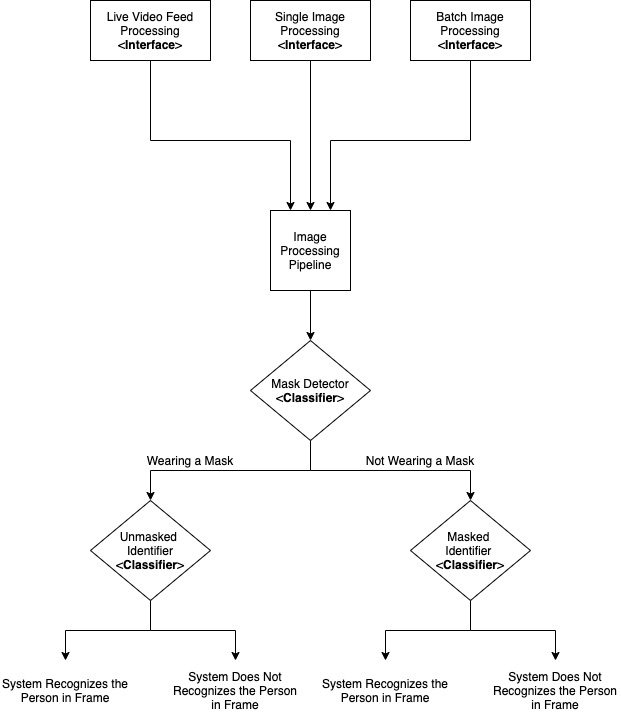 Live Video Feed
Processing
<Interface>
Single Image
Processing
<Interface>
Batch Image
Processing
<Interface>
Image
Processing
Pipeline
Mask Detector
<Classifier>
Wearing a Mask
Not Wearing a Mask
Unmasked
Identifier
<Classifier>
Masked
Identifier
<Classifier>
System Recognizes the
Person in Frame
System Does Not
Recognizes the Person
in Frame
System Recognizes the
Person in Frame
System Does Not
Recognizes the Person
in Frame